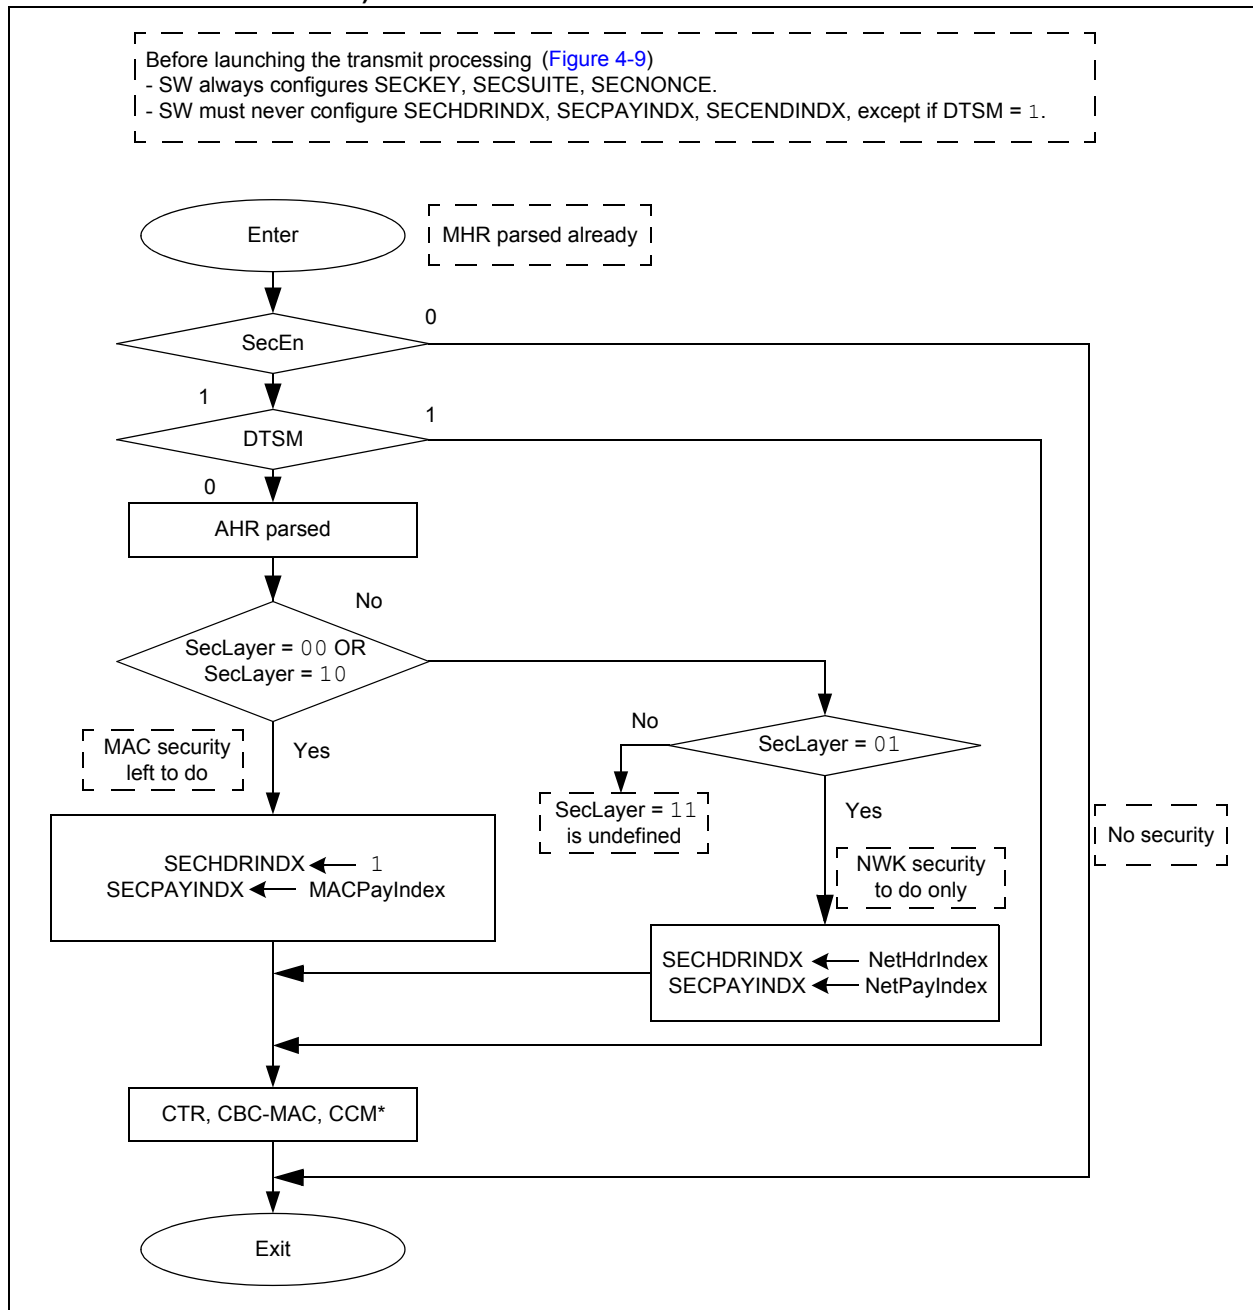 Before launching the transmit processing (Figure 4-9)
- SW always configures SECKEY, SECSUITE, SECNONCE.
- SW must never configure SECHDRINDX, SECPAYINDX, SECENDINDX, except if DTSM = 1.
Enter
MHR parsed already
0
SecEn
1
1
DTSM
0
AHR parsed
No
SecLayer = 00 OR
SecLayer = 10
No
SecLayer = 01
MAC security
left to do
Yes
SecLayer = 11
is undefined
Yes
No security
SECHDRINDX 1
SECPAYINDX MACPayIndex
NWK security
to do only
SECHDRINDX NetHdrIndex
SECPAYINDX NetPayIndex
CTR, CBC-MAC, CCM*
Exit